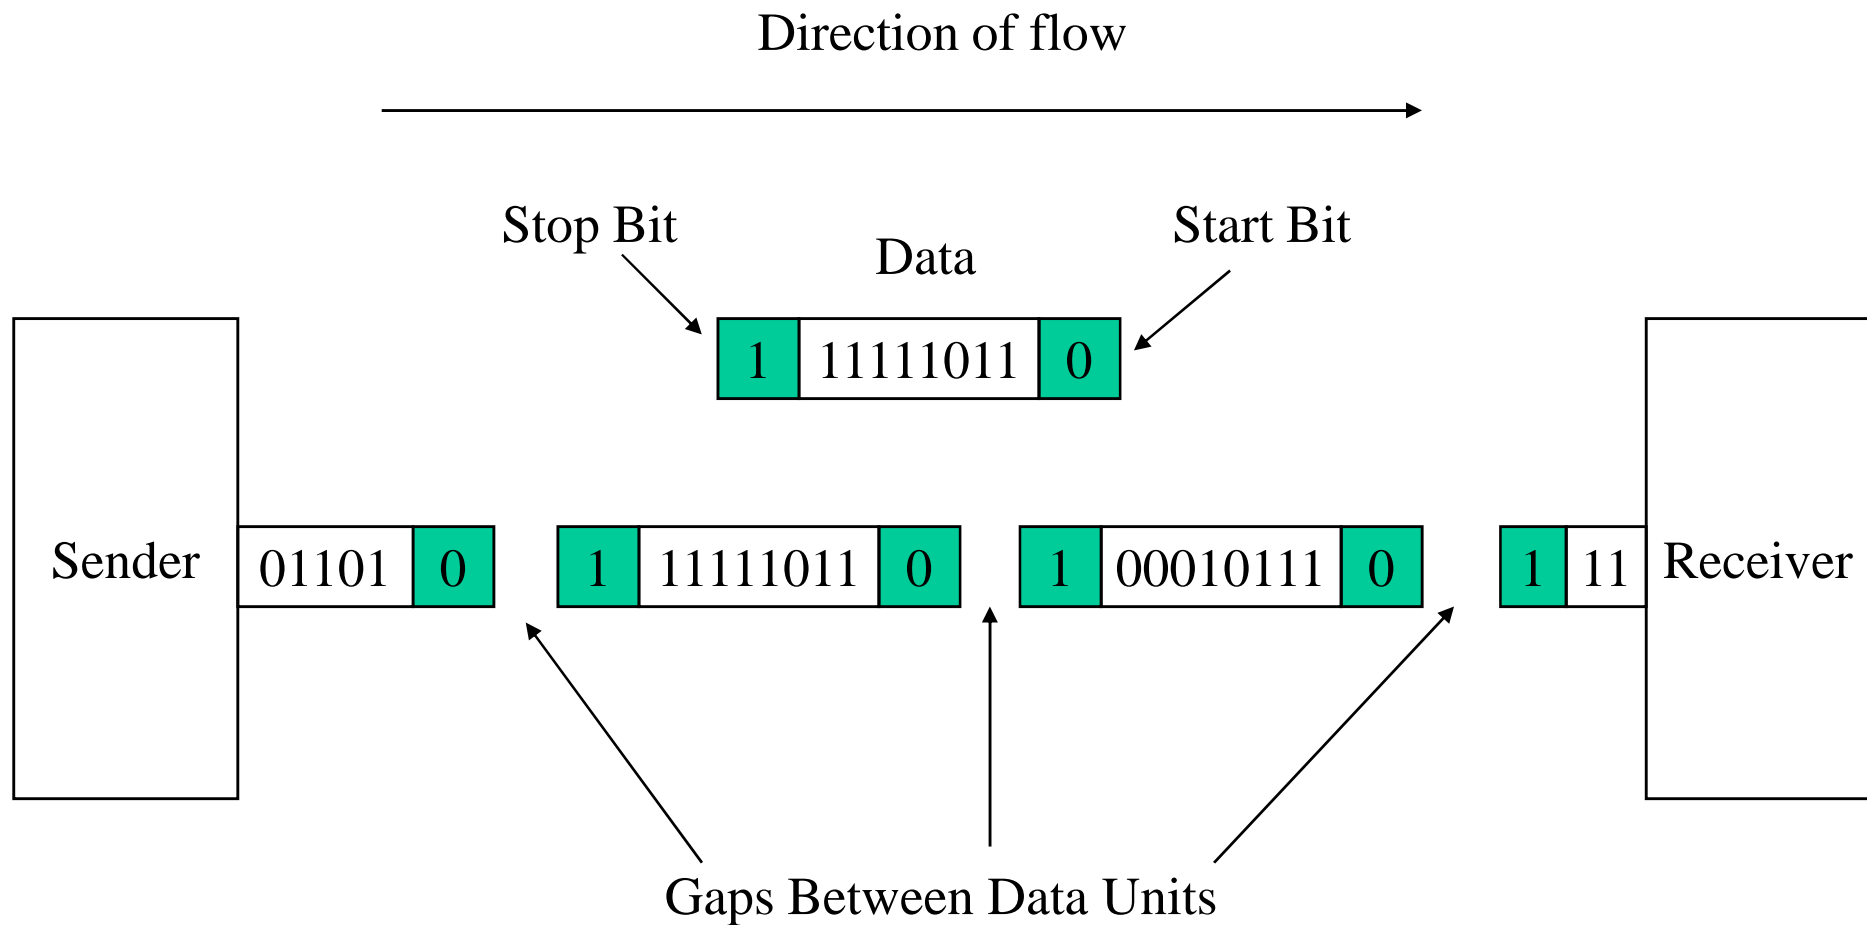 Direction of flow
Stop Bit
Data
Start Bit
1 11111011 0
Sender
01101 0
1 11111011 0
1 00010111 0
1 11
Receiver
Gaps Between Data Units